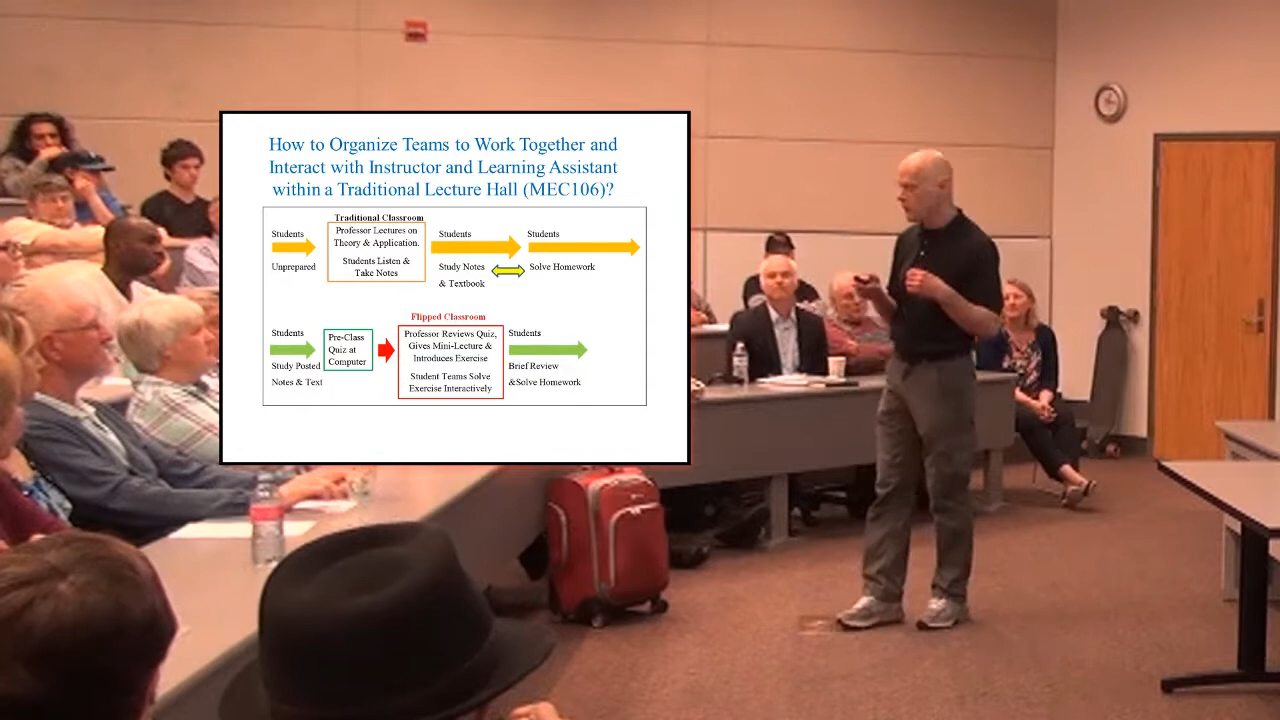 How to Organize Teams to Work Together and
Interact with Instructor and Learning Assistant
within a Traditional Lecture Hall (MEC106)?
Traditional Classroom
Students
Unprepared
Professor Lectures on
Theory & Application.
Students Listen &
Take Notes
Students
Study Notes
& Textbook
Students
Solve Homework
Flipped Classroom
Students
Study Posted
Notes & Text
Pre-Class
Quiz at
Computer
Professor Reviews Quiz,
Gives Mini-Lecture &
Introduces Exercise
Student Teams Solve
Exercise Interactively
Students
Brief Review
&Solve Homework